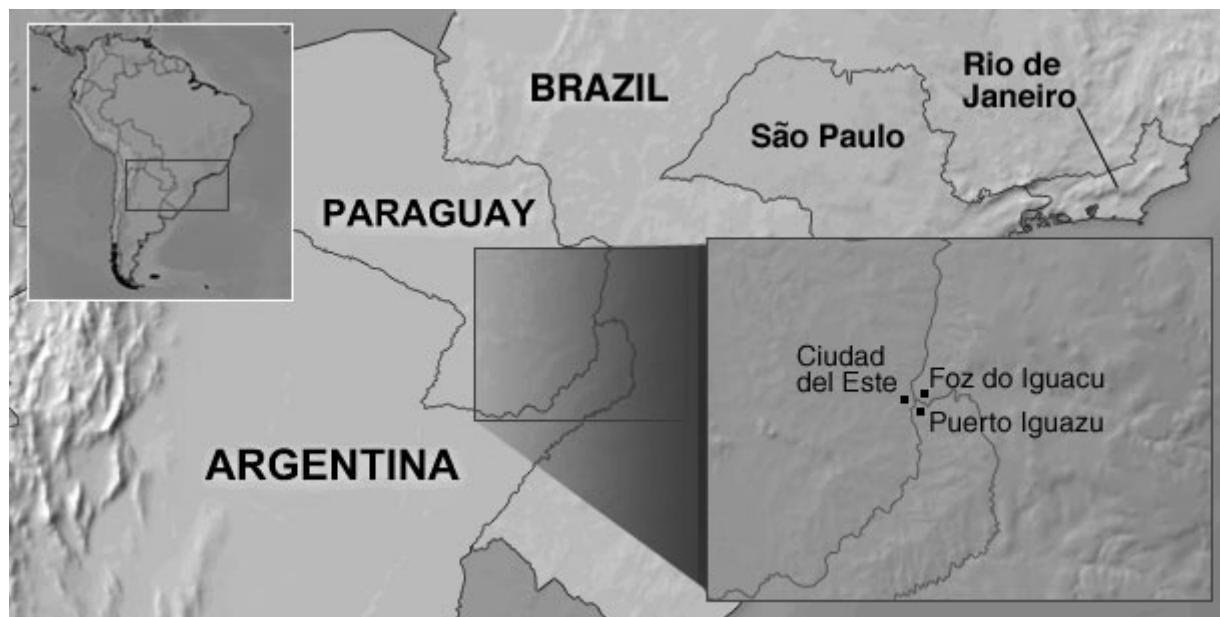 BRAZIL
Rio de
Janeiro
São Paulo
PARAGUAY
ARGENTINA
Ciudad
del Este
Foz do Iguacu
Puerto Iguazu